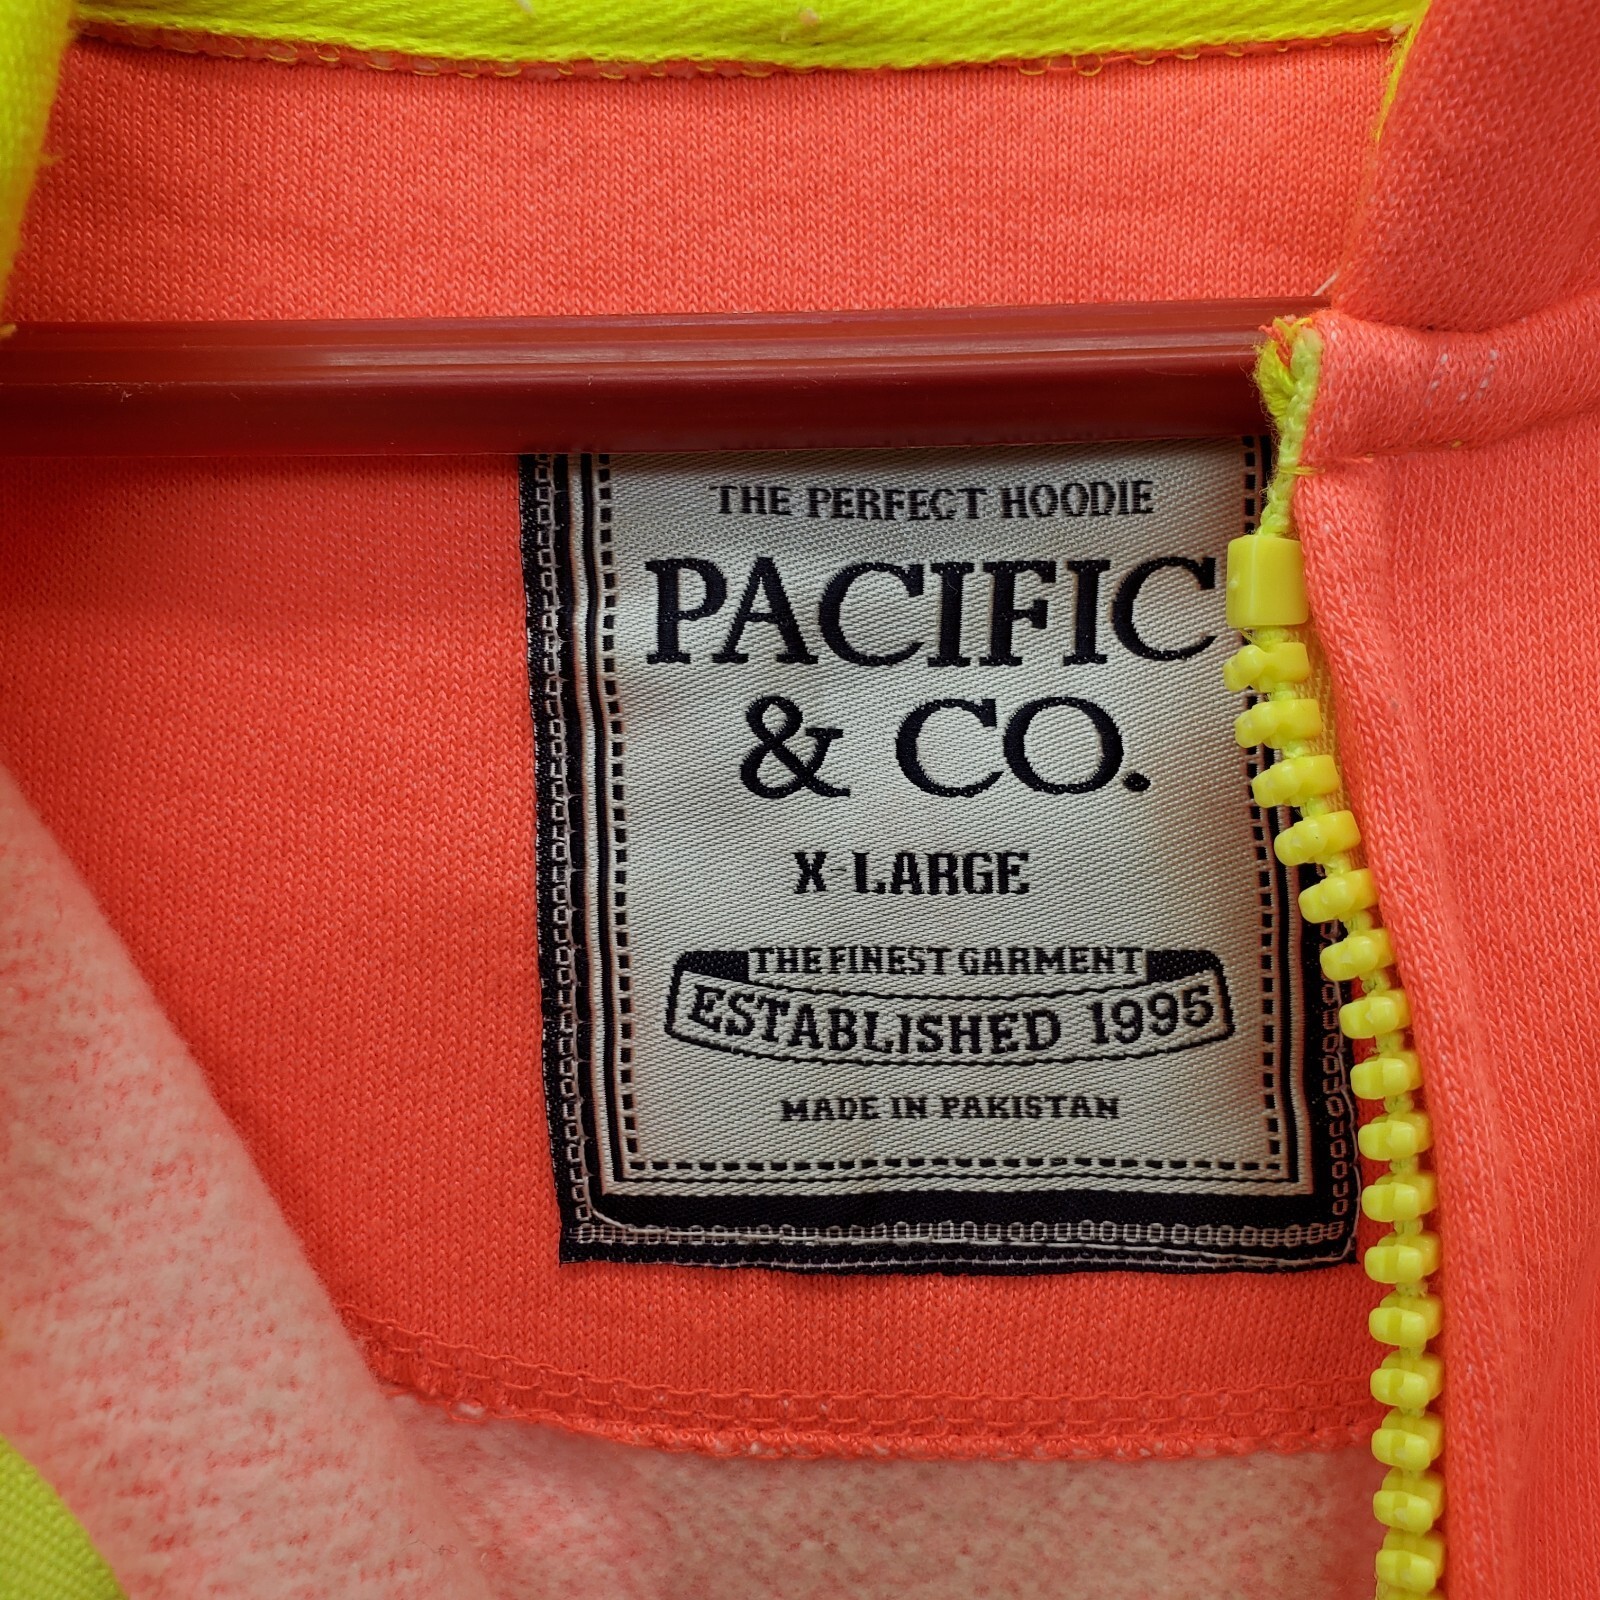 THE PERFECT HOODIE
PACIFIC
& CO.
X-LARGE
THE FINEST GARMENT
ESTABLISHED 1995
MADE IN PAKISTAN